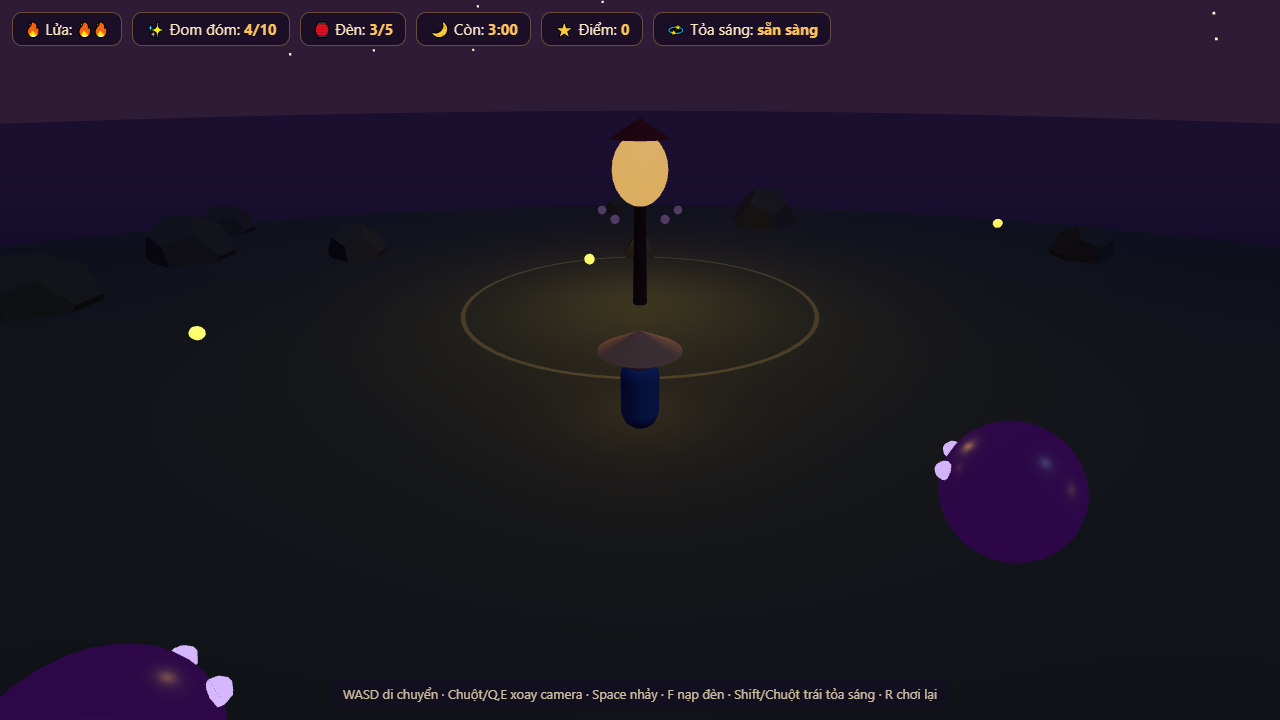 🔥 Lửa: 🔥🔥 ✨ Đom đóm: 4/10 🏮 Đèn: 3/5 🌙 Còn: 3:00 ⭐ Điểm: 0 💫 Tỏa sáng: sẵn sàng
WASD di chuyển · Chuột/Q,E xoay camera · Space nhảy · F nạp đèn · Shift/Chuột trái tỏa sáng · R chơi lại